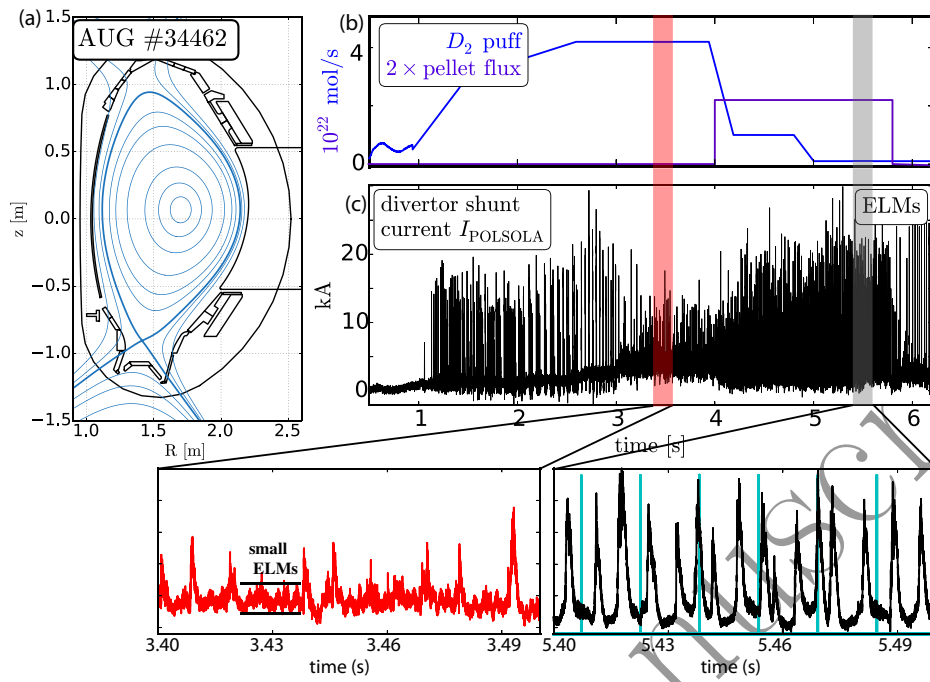 (a)
AUG #34462
1.5
1.0
0.5
0.0
−0.5
−1.0
−1.5
z [m]
1.0 1.5 2.0 2.5
R [m]
(b)
D₂ puff
2 × pellet flux
10²² mol/s
4
0
(c)
divertor shunt
current I_POLSOLA
ELMs
kA
20
10
0
1 2 3 4 5 6
time [s]
small
ELMs
3.40 3.43 3.46 3.49
time (s)
5.40 5.43 5.46 5.49
time (s)
nuscri